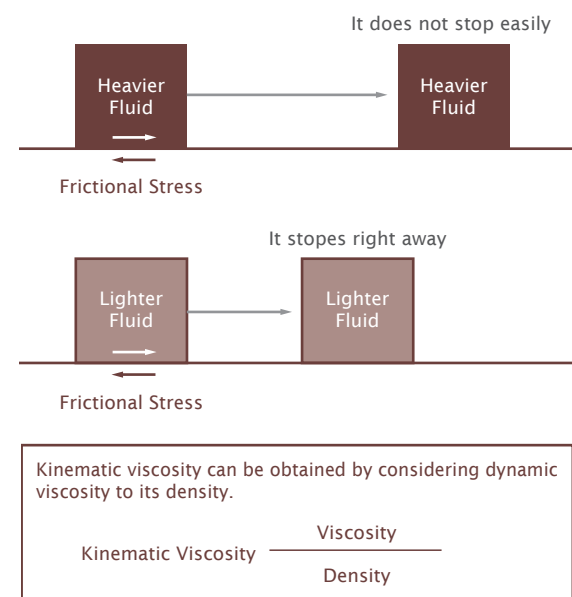 It does not stop easily
Heavier
Fluid
Heavier
Fluid
Frictional Stress
It stopes right away
Lighter
Fluid
Lighter
Fluid
Frictional Stress
Kinematic viscosity can be obtained by considering dynamic
viscosity to its density.
Kinematic Viscosity
Viscosity
Density